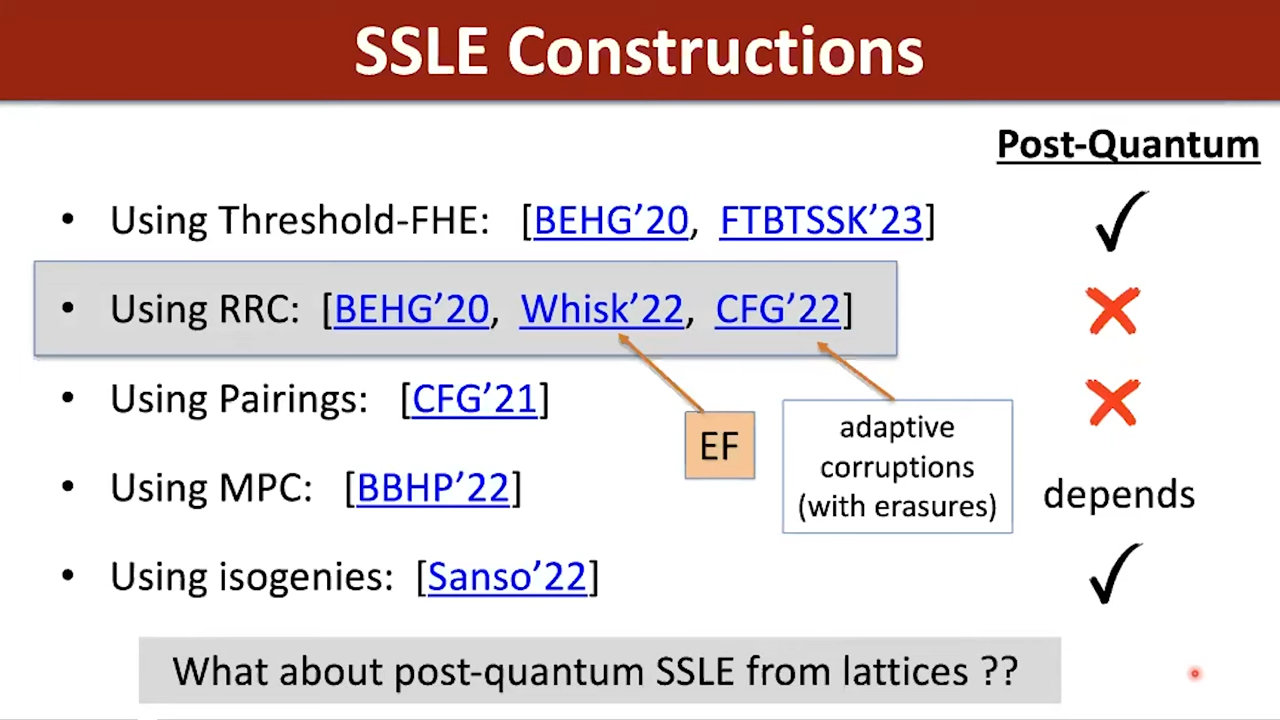 SSLE Constructions
Post-Quantum
• Using Threshold-FHE: [BEHG’20, FTBTSSK’23]
• Using RRC: [BEHG’20, Whisk’22, CFG’22]
• Using Pairings: [CFG’21]
EF
adaptive
corruptions
(with erasures)
• Using MPC: [BBHP’22]
depends
• Using isogenies: [Sanso’22]
What about post-quantum SSLE from lattices ??